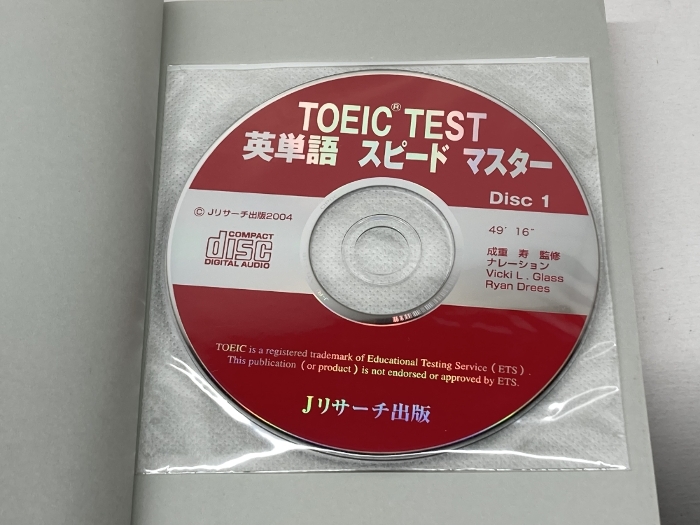 TOEIC® TEST
英単語 スピード マスター
Disc 1
© Jリサーチ出版2004
49' 16"
COMPACT
disc
DIGITAL AUDIO
成重 寿 監修
ナレーション
Vicki L. Glass
Ryan Drees
TOEIC is a registered trademark of Educational Testing Service (ETS).
This publication (or product) is not endorsed or approved by ETS.
Jリサーチ出版